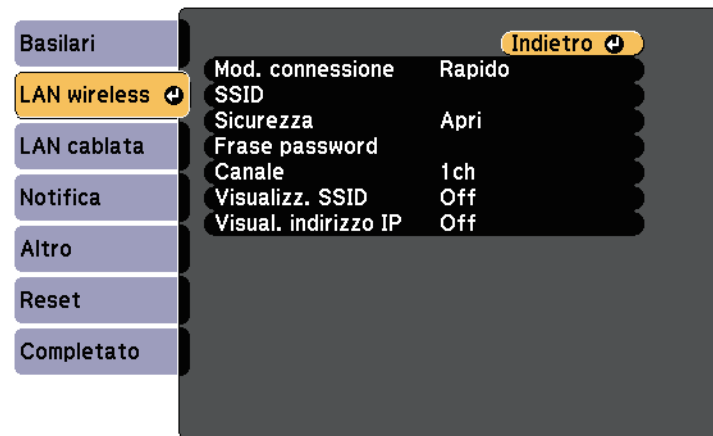 Basilari
LAN wireless
LAN cablata
Notifica
Altro
Reset
Completato
Indietro
Mod. connessione Rapido
SSID
Sicurezza Apri
Frase password
Canale 1ch
Visualizz. SSID Off
Visual. indirizzo IP Off